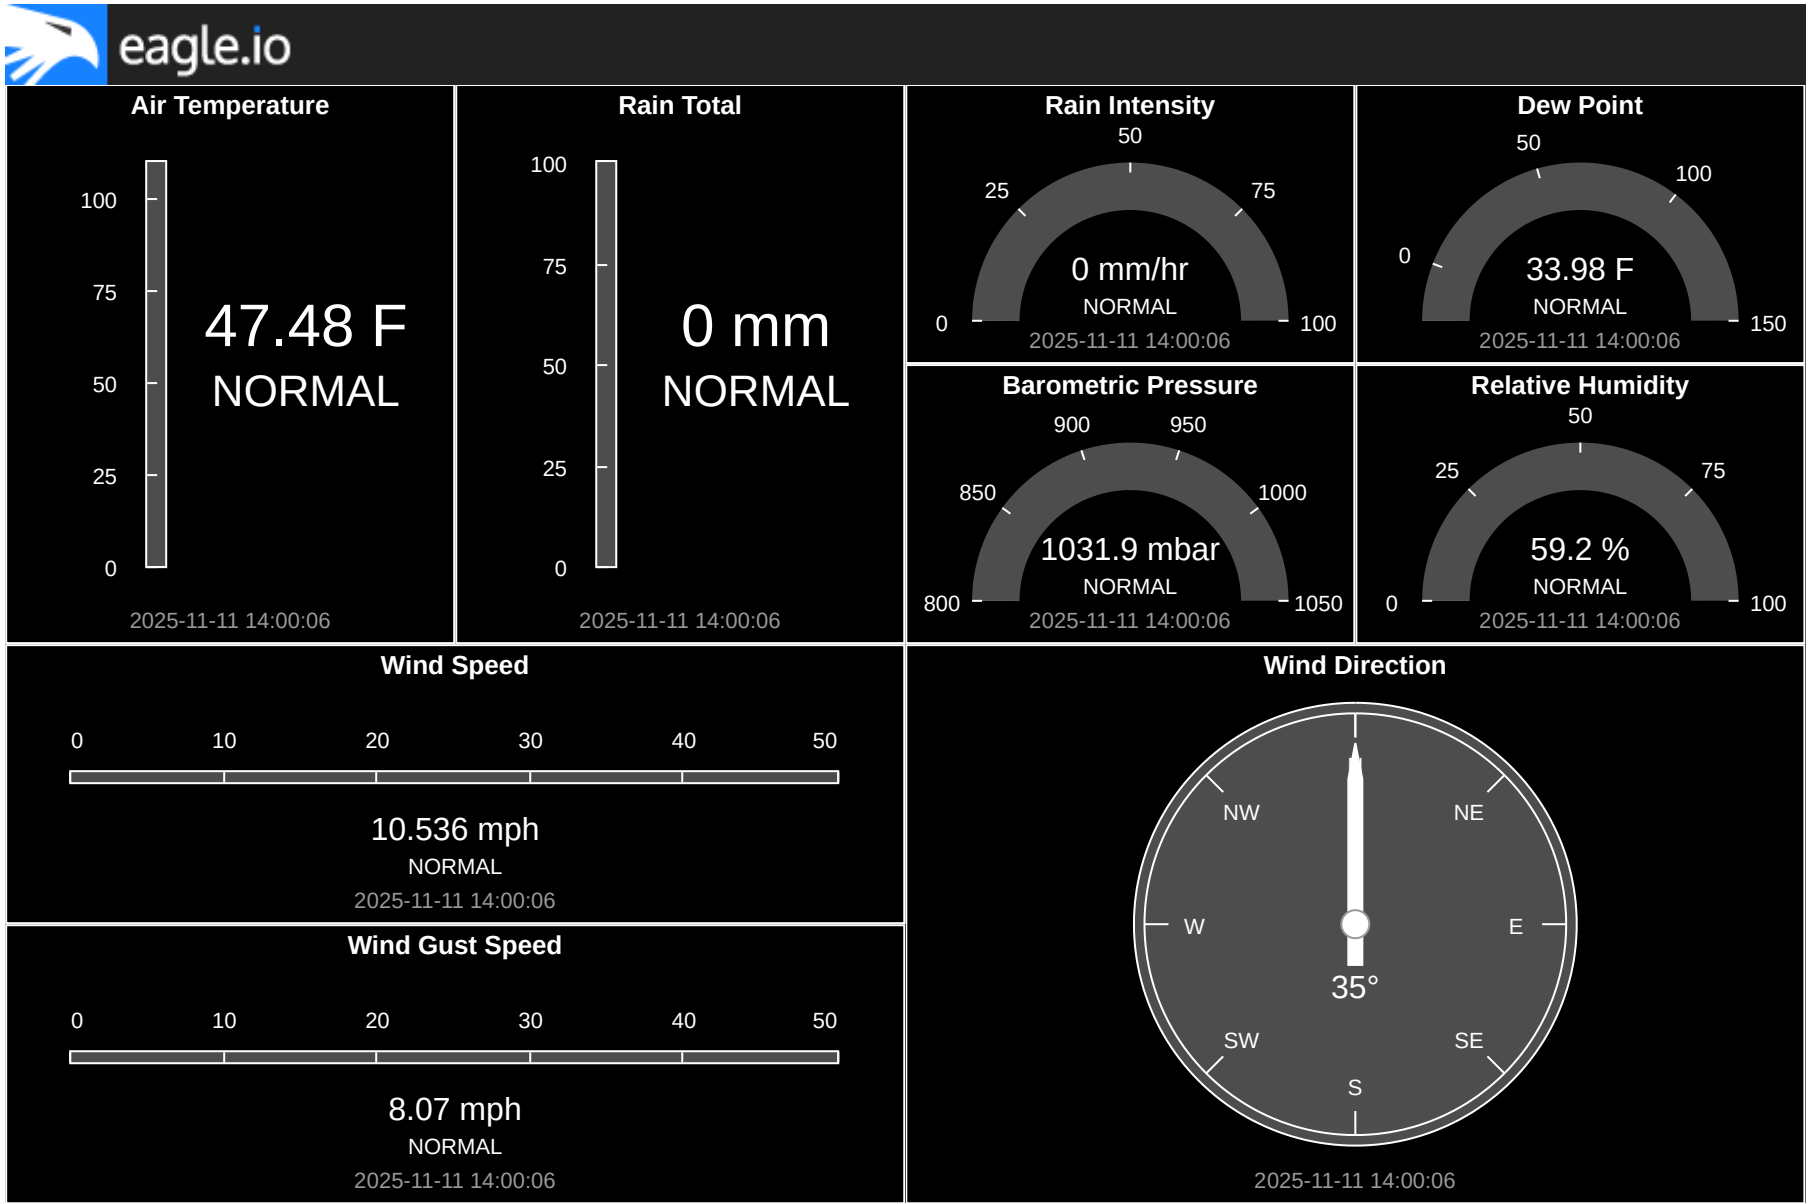 eagle.io
Air Temperature
100
75
50
25
0
47.48 F
NORMAL
2025-11-11 14:00:06
Rain Total
100
75
50
25
0
0 mm
NORMAL
2025-11-11 14:00:06
Rain Intensity
50
25
75
0
100
0 mm/hr
NORMAL
2025-11-11 14:00:06
Dew Point
50
100
0
150
33.98 F
NORMAL
2025-11-11 14:00:06
Barometric Pressure
900
950
850
1000
800
1050
1031.9 mbar
NORMAL
2025-11-11 14:00:06
Relative Humidity
50
25
75
0
100
59.2 %
NORMAL
2025-11-11 14:00:06
Wind Speed
0 10 20 30 40 50
10.536 mph
NORMAL
2025-11-11 14:00:06
Wind Gust Speed
0 10 20 30 40 50
8.07 mph
NORMAL
2025-11-11 14:00:06
Wind Direction
NW
NE
W
E
35°
SW
SE
S
2025-11-11 14:00:06